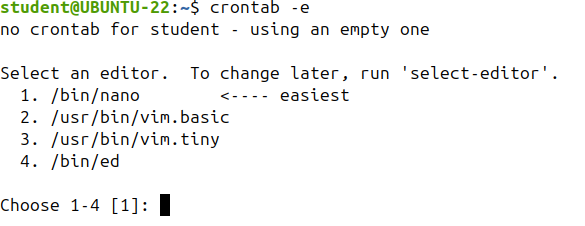 student@UBUNTU-22:~$ crontab -e
no crontab for student - using an empty one

Select an editor.  To change later, run 'select-editor'.
  1. /bin/nano        <---- easiest
  2. /usr/bin/vim.basic
  3. /usr/bin/vim.tiny
  4. /bin/ed

Choose 1-4 [1]: